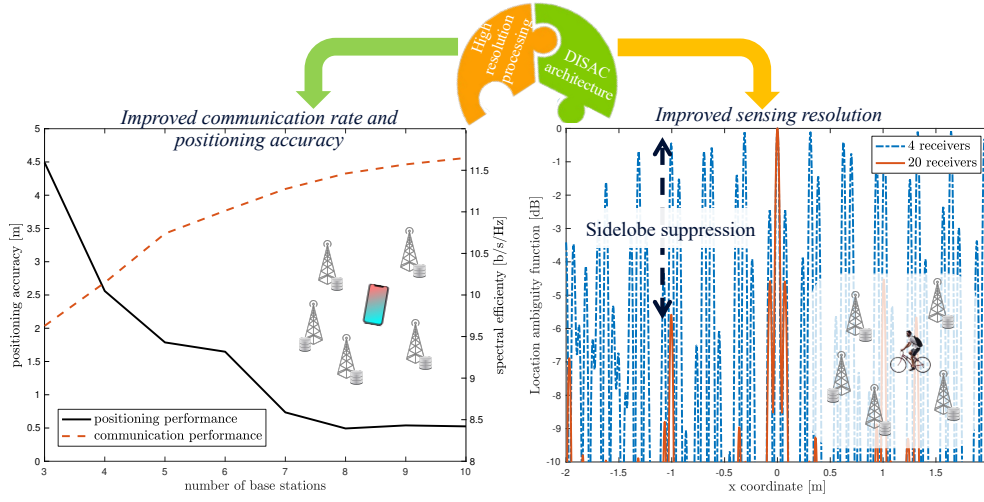 High
resolution
processing
DISAC
architecture
Improved communication rate and
positioning accuracy
5
4.5
4
3.5
3
2.5
2
1.5
1
0.5
0
positioning accuracy [m]
3
4
5
6
7
8
9
10
number of base stations
11.5
11
10.5
10
9.5
9
8.5
8
spectral efficiency [b/s/Hz]
positioning performance
communication performance
Improved sensing resolution
0
-1
-2
-3
-4
-5
-6
-7
-8
-9
-10
Location ambiguity function [dB]
-2
-1.5
-1
-0.5
0
0.5
1
1.5
x coordinate [m]
4 receivers
20 receivers
Sidelobe suppression